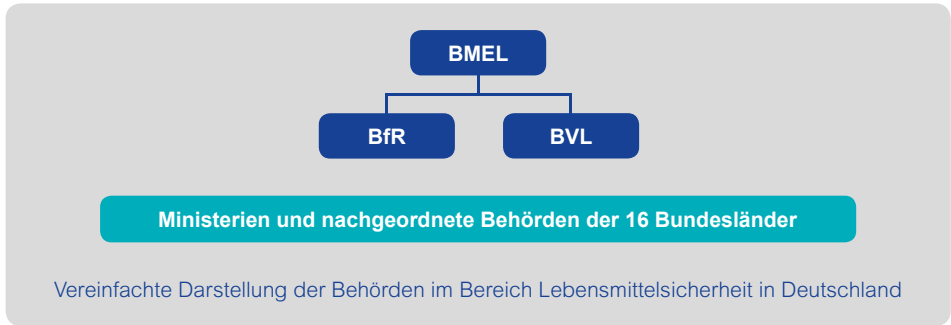 BMEL
BfR
BVL
Ministerien und nachgeordnete Behörden der 16 Bundesländer
Vereinfachte Darstellung der Behörden im Bereich Lebensmittelsicherheit in Deutschland